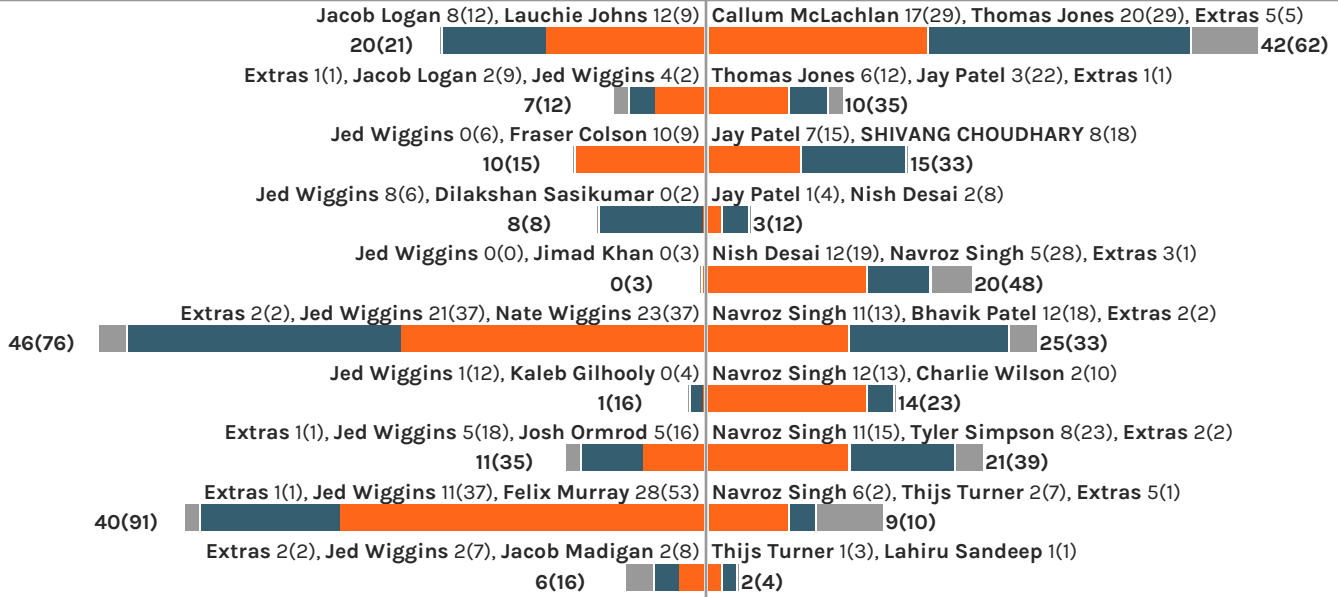 Jacob Logan 8(12), Lauchie Johns 12(9) Callum McLachlan 17(29), Thomas Jones 20(29), Extras 5(5)
20(21) 42(62)
Extras 1(1), Jacob Logan 2(9), Jed Wiggins 4(2) Thomas Jones 6(12), Jay Patel 3(22), Extras 1(1)
7(12) 10(35)
Jed Wiggins 0(6), Fraser Colson 10(9) Jay Patel 7(15), SHIVANG CHOUDHARY 8(18)
10(15) 15(33)
Jed Wiggins 8(6), Dilakshan Sasikumar 0(2) Jay Patel 1(4), Nish Desai 2(8)
8(8) 3(12)
Jed Wiggins 0(0), Jimad Khan 0(3) Nish Desai 12(19), Navroz Singh 5(28), Extras 3(1)
0(3) 20(48)
Extras 2(2), Jed Wiggins 21(37), Nate Wiggins 23(37) Navroz Singh 11(13), Bhavik Patel 12(18), Extras 2(2)
46(76) 25(33)
Jed Wiggins 1(12), Kaleb Gilhooly 0(4) Navroz Singh 12(13), Charlie Wilson 2(10)
1(16) 14(23)
Extras 1(1), Jed Wiggins 5(18), Josh Ormrod 5(16) Navroz Singh 11(15), Tyler Simpson 8(23), Extras 2(2)
11(35) 21(39)
Extras 1(1), Jed Wiggins 11(37), Felix Murray 28(53) Navroz Singh 6(2), Thijs Turner 2(7), Extras 5(1)
40(91) 9(10)
Extras 2(2), Jed Wiggins 2(7), Jacob Madigan 2(8) Thijs Turner 1(3), Lahiru Sandeep 1(1)
6(16) 2(4)